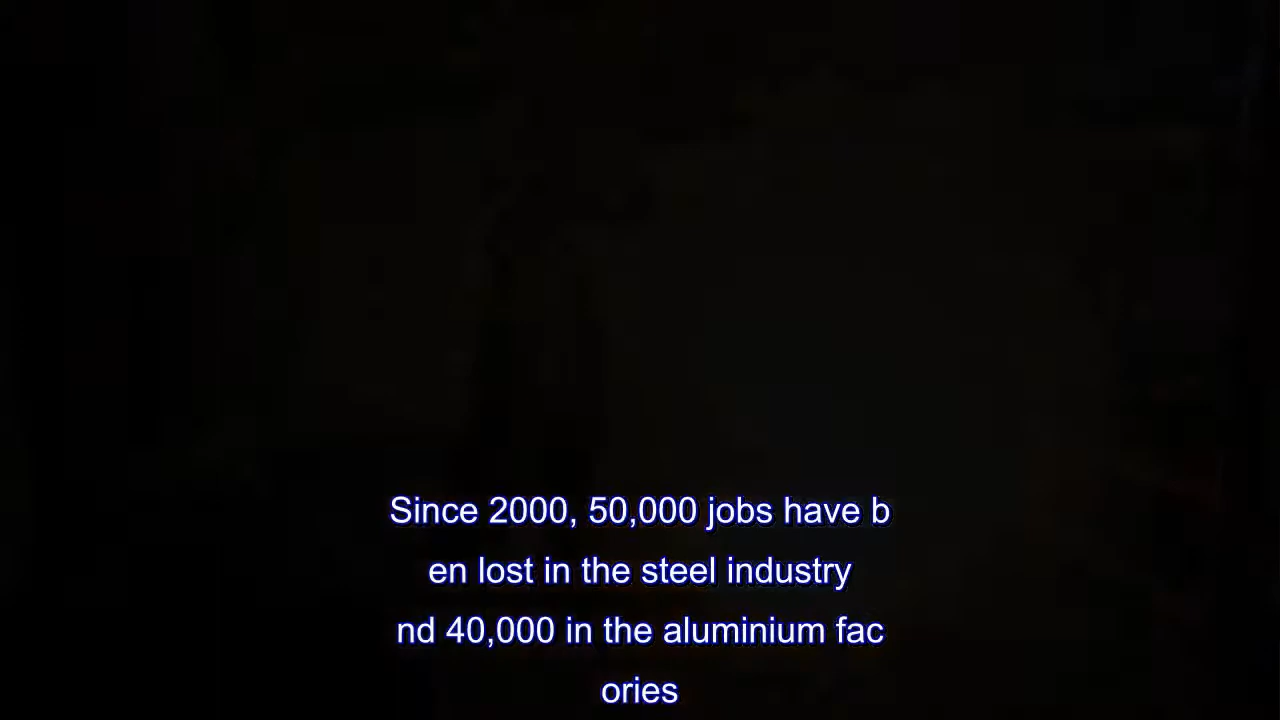 Since 2000, 50,000 jobs have b
en lost in the steel industry
nd 40,000 in the aluminium fac
ories